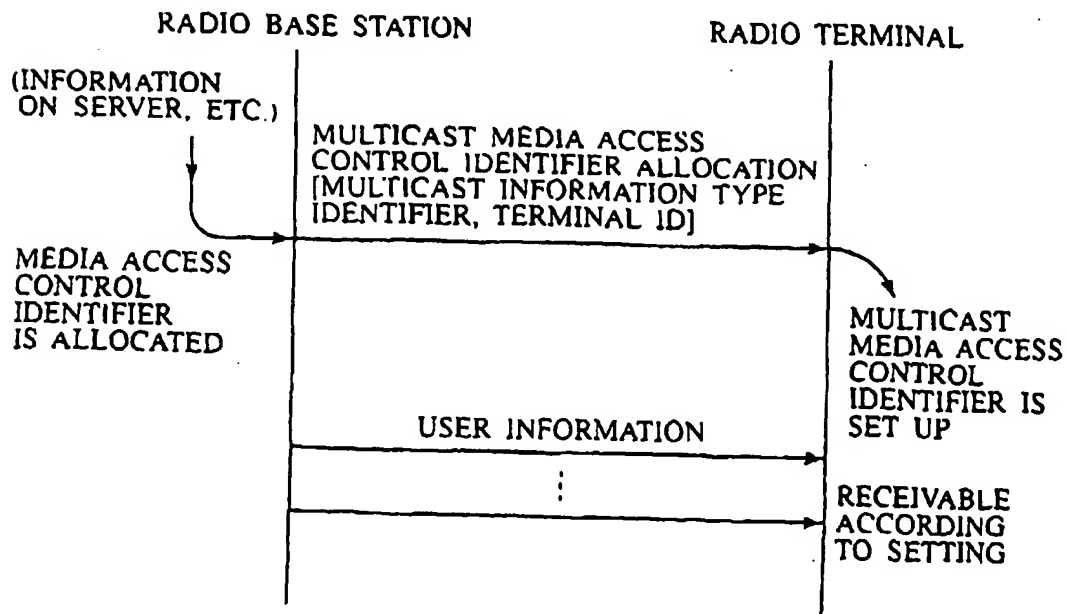 RADIO BASE STATION
RADIO TERMINAL
(INFORMATION
ON SERVER, ETC.)
MULTICAST MEDIA ACCESS
CONTROL IDENTIFIER ALLOCATION
[MULTICAST INFORMATION TYPE
IDENTIFIER, TERMINAL ID]
MEDIA ACCESS
CONTROL
IDENTIFIER
IS ALLOCATED
MULTICAST
MEDIA ACCESS
CONTROL
IDENTIFIER IS
SET UP
USER INFORMATION
RECEIVABLE
ACCORDING
TO SETTING